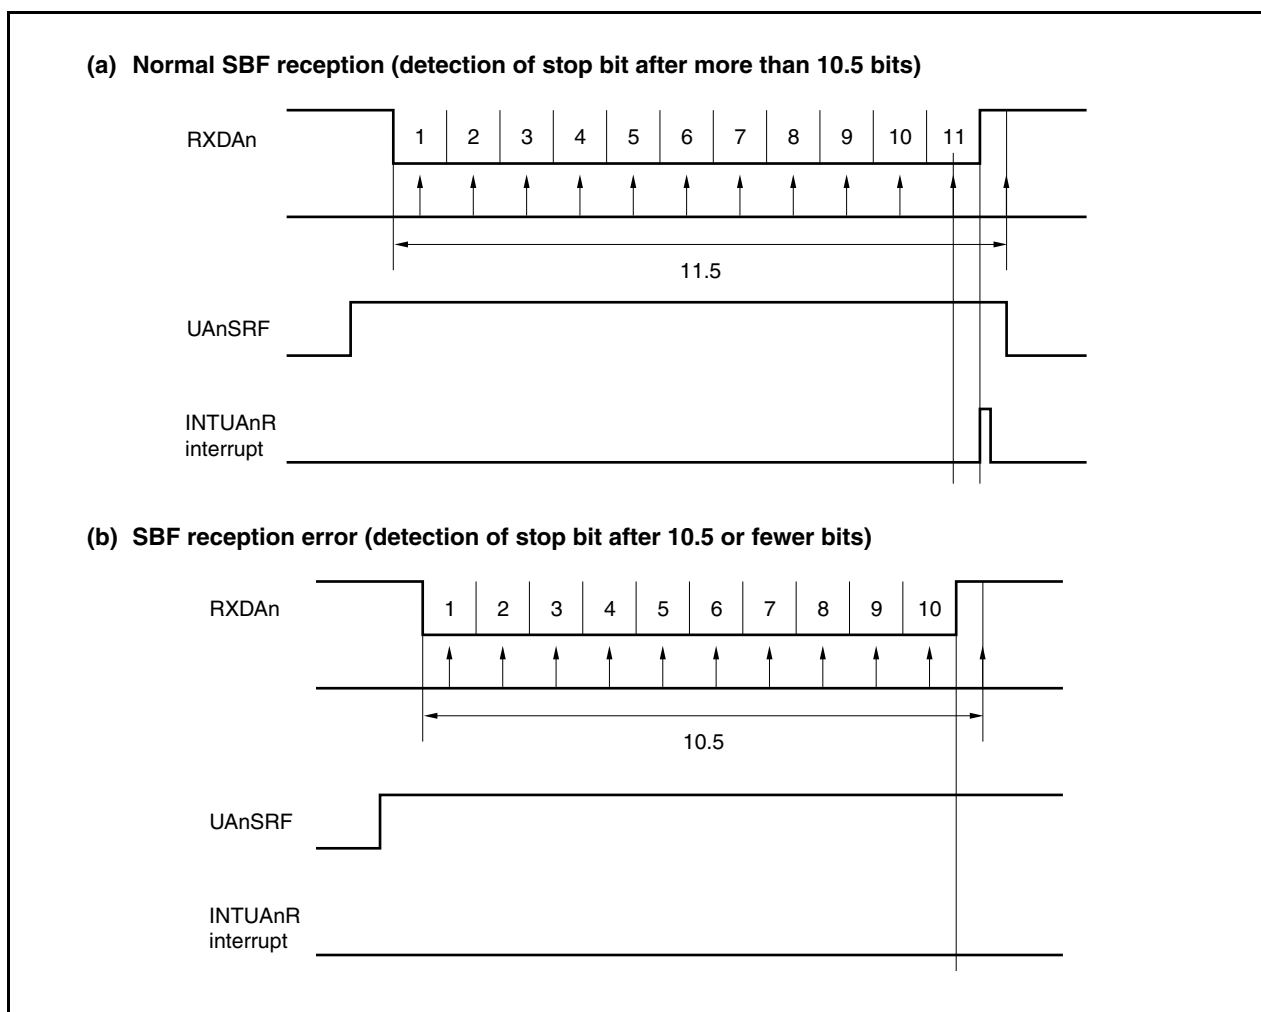 (a) Normal SBF reception (detection of stop bit after more than 10.5 bits)
RXDAn
1 2 3 4 5 6 7 8 9 10 11
11.5
UAnSRF
INTUAnR
interrupt
(b) SBF reception error (detection of stop bit after 10.5 or fewer bits)
RXDAn
1 2 3 4 5 6 7 8 9 10
10.5
UAnSRF
INTUAnR
interrupt